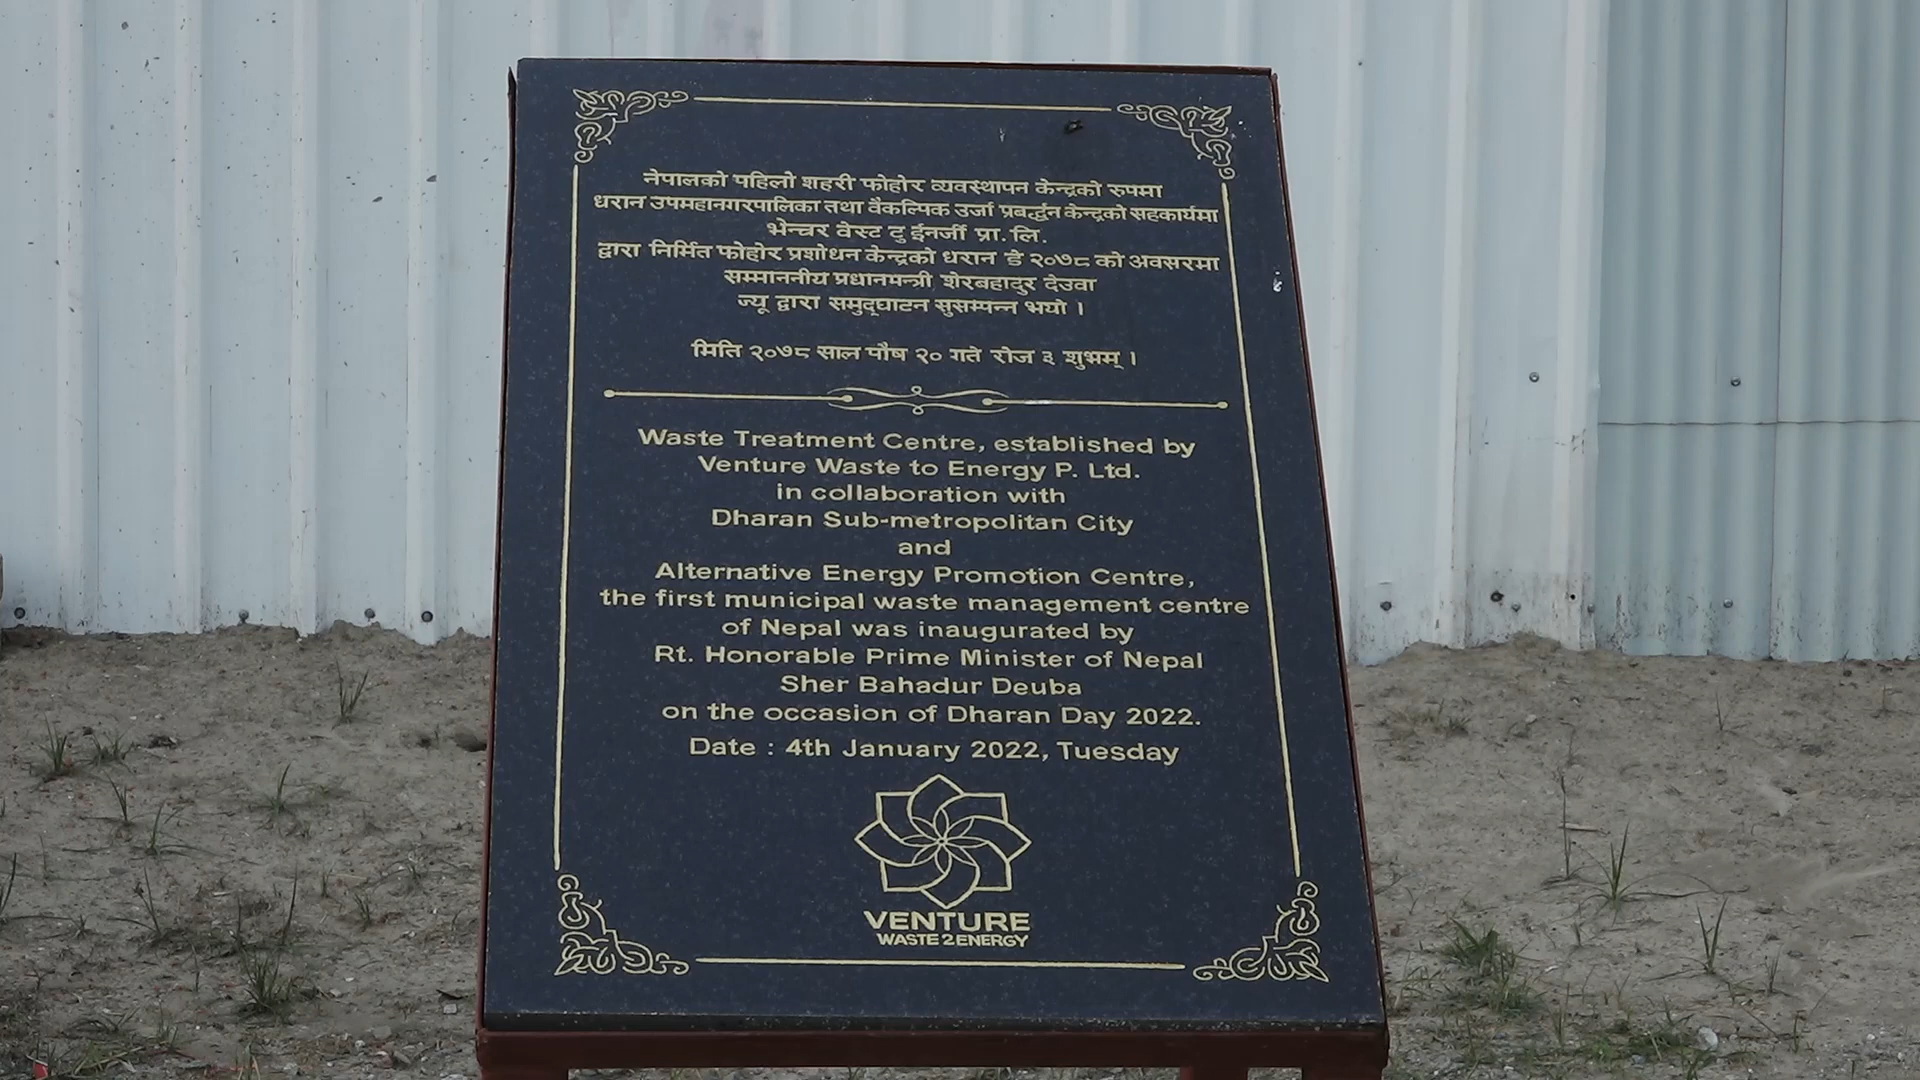 नेपालको पहिलो शहरी फोहोर व्यवस्थापन केन्द्रको रुपमा
धरान उपमहानगरपालिका तथा वैकल्पिक उर्जा प्रबर्द्धन केन्द्रको सहकार्यमा
भेन्चर वेस्ट टु ईनर्जी प्रा. लि.
द्वारा निर्मित फोहोर प्रशोधन केन्द्रको धरान डे २०७८ को अवसरमा
सम्माननीय प्रधानमन्त्री शेरबहादुर देउवा
ज्यू द्वारा समुद्घाटन सुसम्पन्न भयो ।
मिति २०७८ साल पौष २० गते रोज ३ शुभम् ।
Waste Treatment Centre, established by
Venture Waste to Energy P. Ltd.
in collaboration with
Dharan Sub-metropolitan City
and
Alternative Energy Promotion Centre,
the first municipal waste management centre
of Nepal was inaugurated by
Rt. Honorable Prime Minister of Nepal
Sher Bahadur Deuba
on the occasion of Dharan Day 2022.
Date : 4th January 2022, Tuesday
VENTURE
WASTE 2 ENERGY